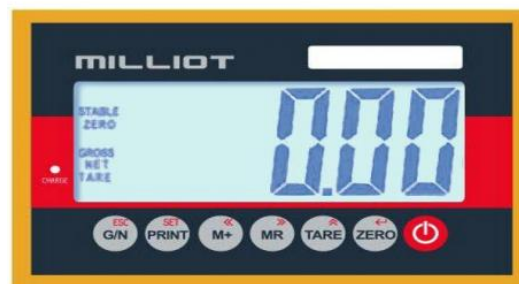 MILLIOT
STABLE
ZERO
0.00
GROSS
NET
TARE
CHARGE
ESC SET « »
G/N PRINT M+ MR TARE ZERO